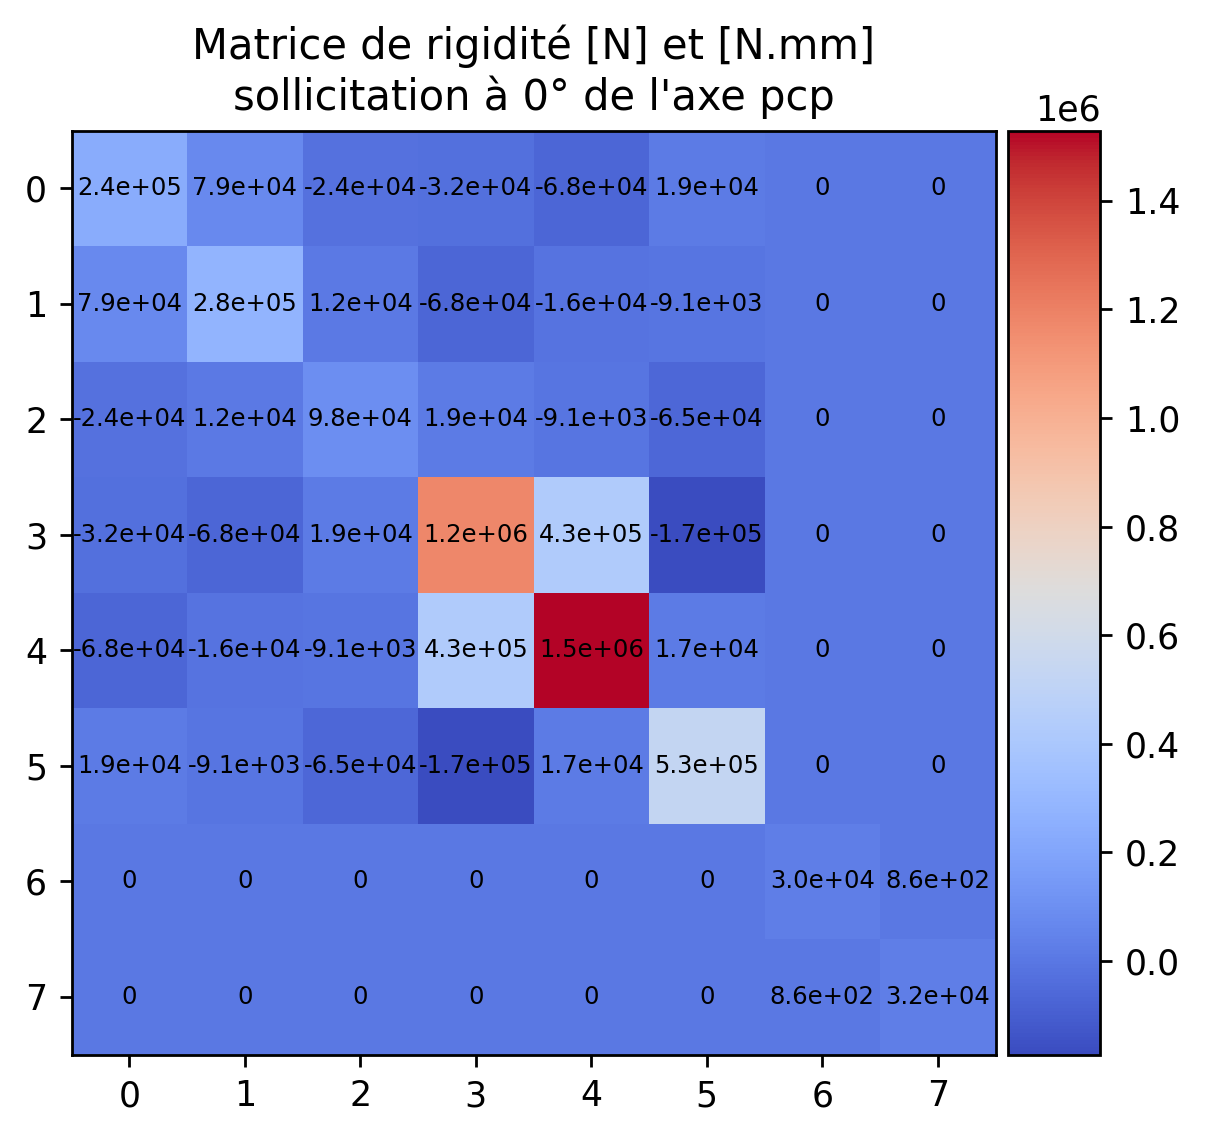 Matrice de rigidité [N] et [N.mm]
sollicitation à 0° de l'axe pcp
1e6
0 2.4e+05 7.9e+04 -2.4e+04 -3.2e+04 -6.8e+04 1.9e+04 0 0
1 7.9e+04 2.8e+05 1.2e+04 -6.8e+04 -1.6e+04 -9.1e+03 0 0
2 -2.4e+04 1.2e+04 9.8e+04 1.9e+04 -9.1e+03 -6.5e+04 0 0
3 -3.2e+04 -6.8e+04 1.9e+04 1.2e+06 4.3e+05 -1.7e+05 0 0
4 -6.8e+04 -1.6e+04 -9.1e+03 4.3e+05 1.5e+06 1.7e+04 0 0
5 1.9e+04 -9.1e+03 -6.5e+04 -1.7e+05 1.7e+04 5.3e+05 0 0
6 0 0 0 0 0 0 3.0e+04 8.6e+02
7 0 0 0 0 0 0 8.6e+02 3.2e+04
0 1 2 3 4 5 6 7
1.4
1.2
1.0
0.8
0.6
0.4
0.2
0.0